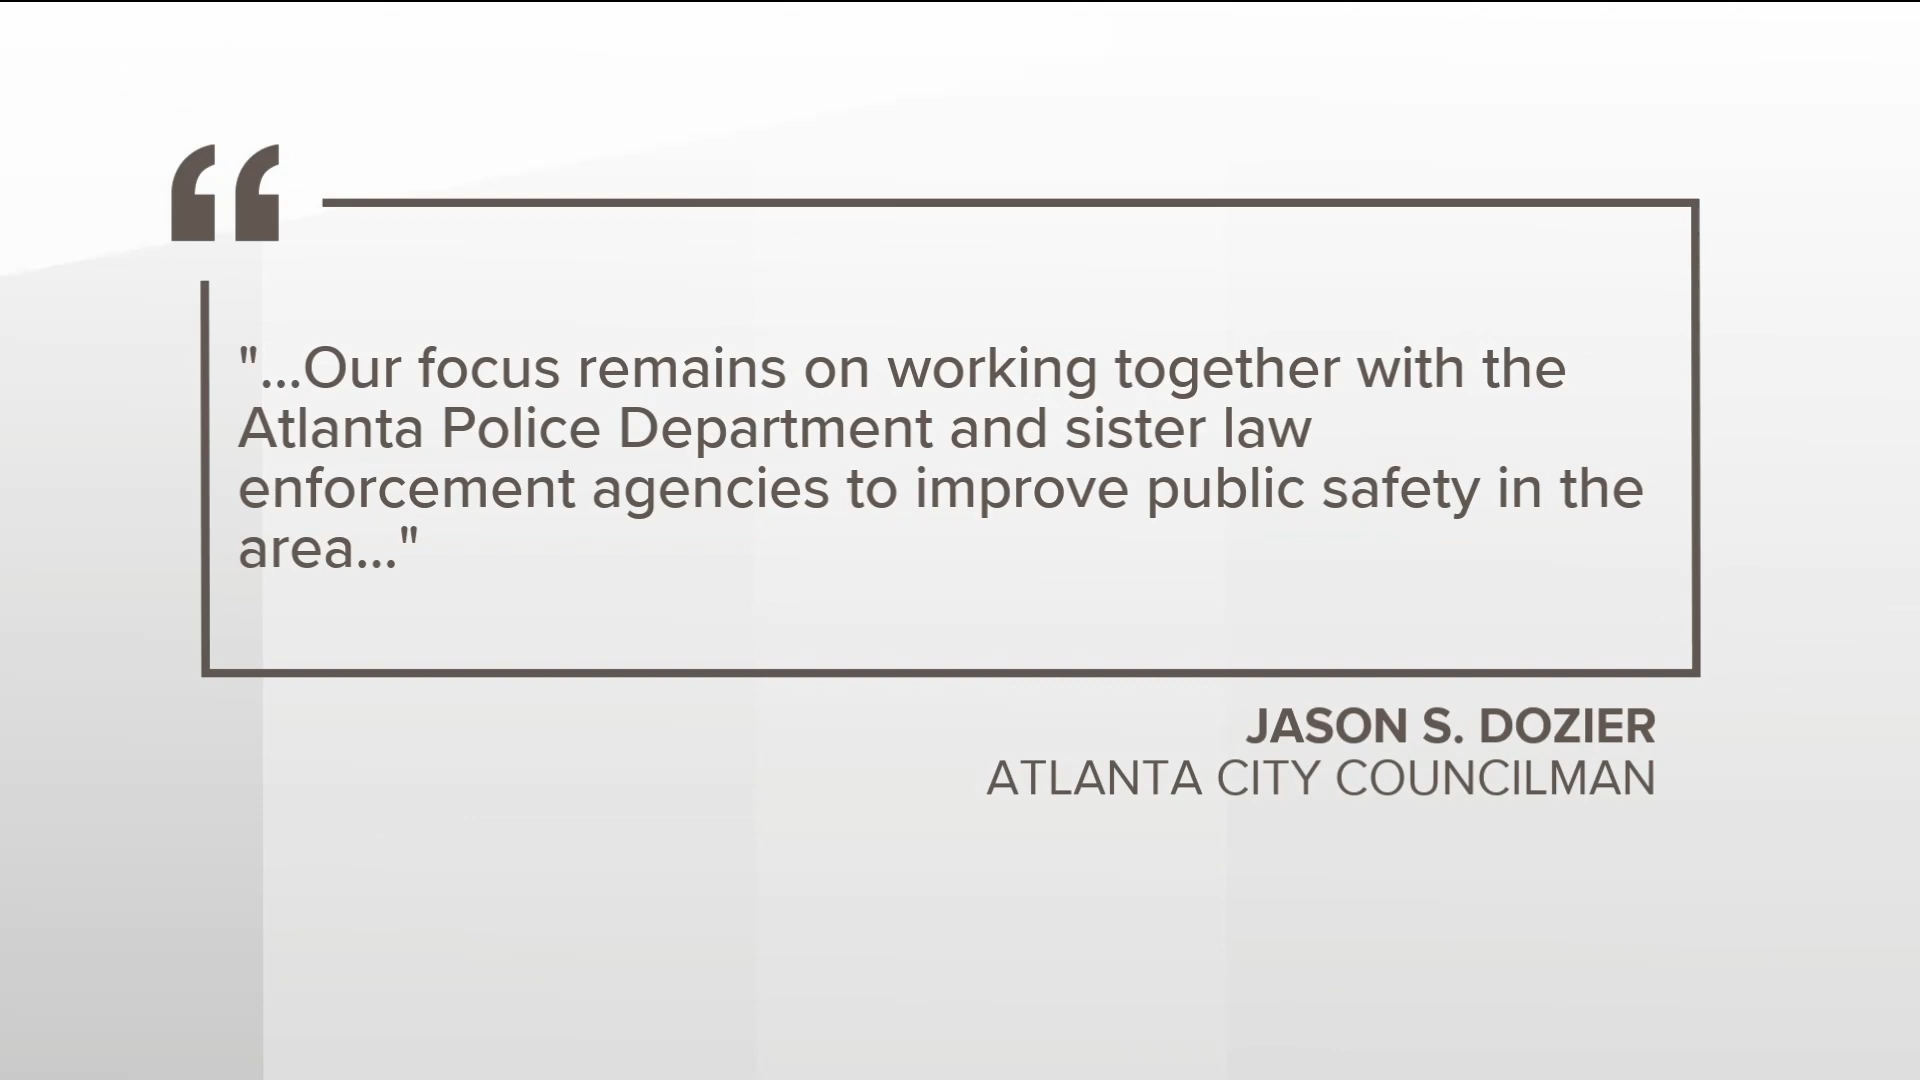 "...Our focus remains on working together with the
Atlanta Police Department and sister law
enforcement agencies to improve public safety in the
area..."
JASON S. DOZIER
ATLANTA CITY COUNCILMAN